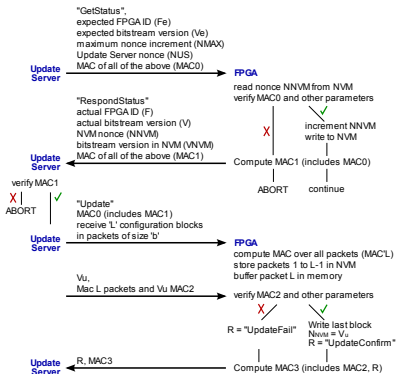 "GetStatus",
expected FPGA ID (Fe)
expected bitstream version (Ve)
maximum nonce increment (NMAX)
Update Server nonce (NUS)
MAC of all of the above (MAC0)
Update
Server
FPGA
read nonce NNVM from NVM
verify MAC0 and other parameters
X
✓
increment NNVM
write to NVM
"RespondStatus"
actual FPGA ID (F)
actual bitstream version (V)
NVM nonce (NNVM)
bitstream version in NVM (VNVM)
MAC of all of the above (MAC1)
Update
Server
Compute MAC1 (includes MAC0)
ABORT
continue
verify MAC1
X
✓
ABORT
"Update"
MAC0 (includes MAC1)
receive 'L' configuration blocks
in packets of size 'b'
Update
Server
FPGA
compute MAC over all packets (MAC'L)
store packets 1 to L-1 in NVM
buffer packet L in memory
Vu,
Mac L packets and Vu MAC2
verify MAC2 and other parameters
X
✓
R = "UpdateFail"
Write last block
NNVM = Vu
R = "UpdateConfirm"
R, MAC3
Update
Server
Compute MAC3 (includes MAC2, R)